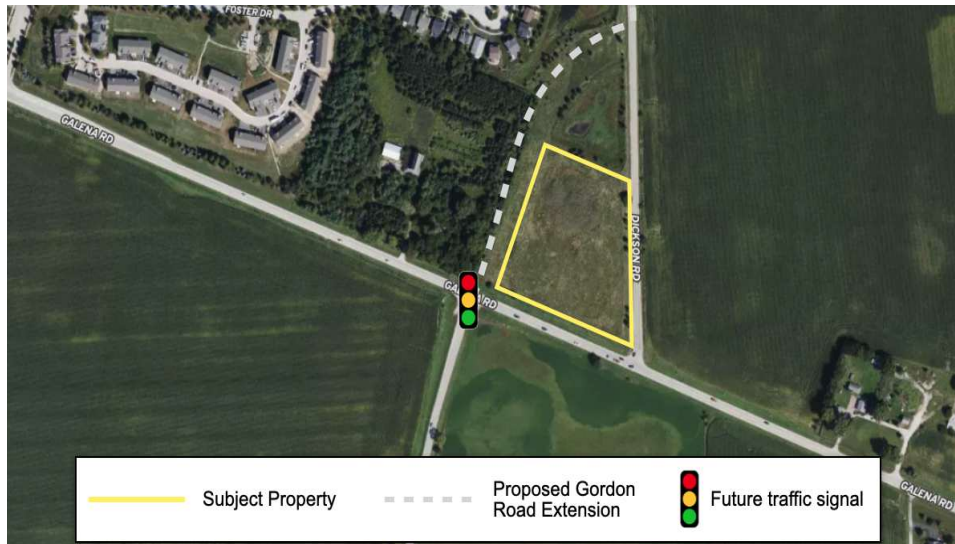 FOSTER DR
GALENA RD
DICKSON RD
GALENA RD
GALENA RD
Subject Property
Proposed Gordon
Road Extension
Future traffic signal